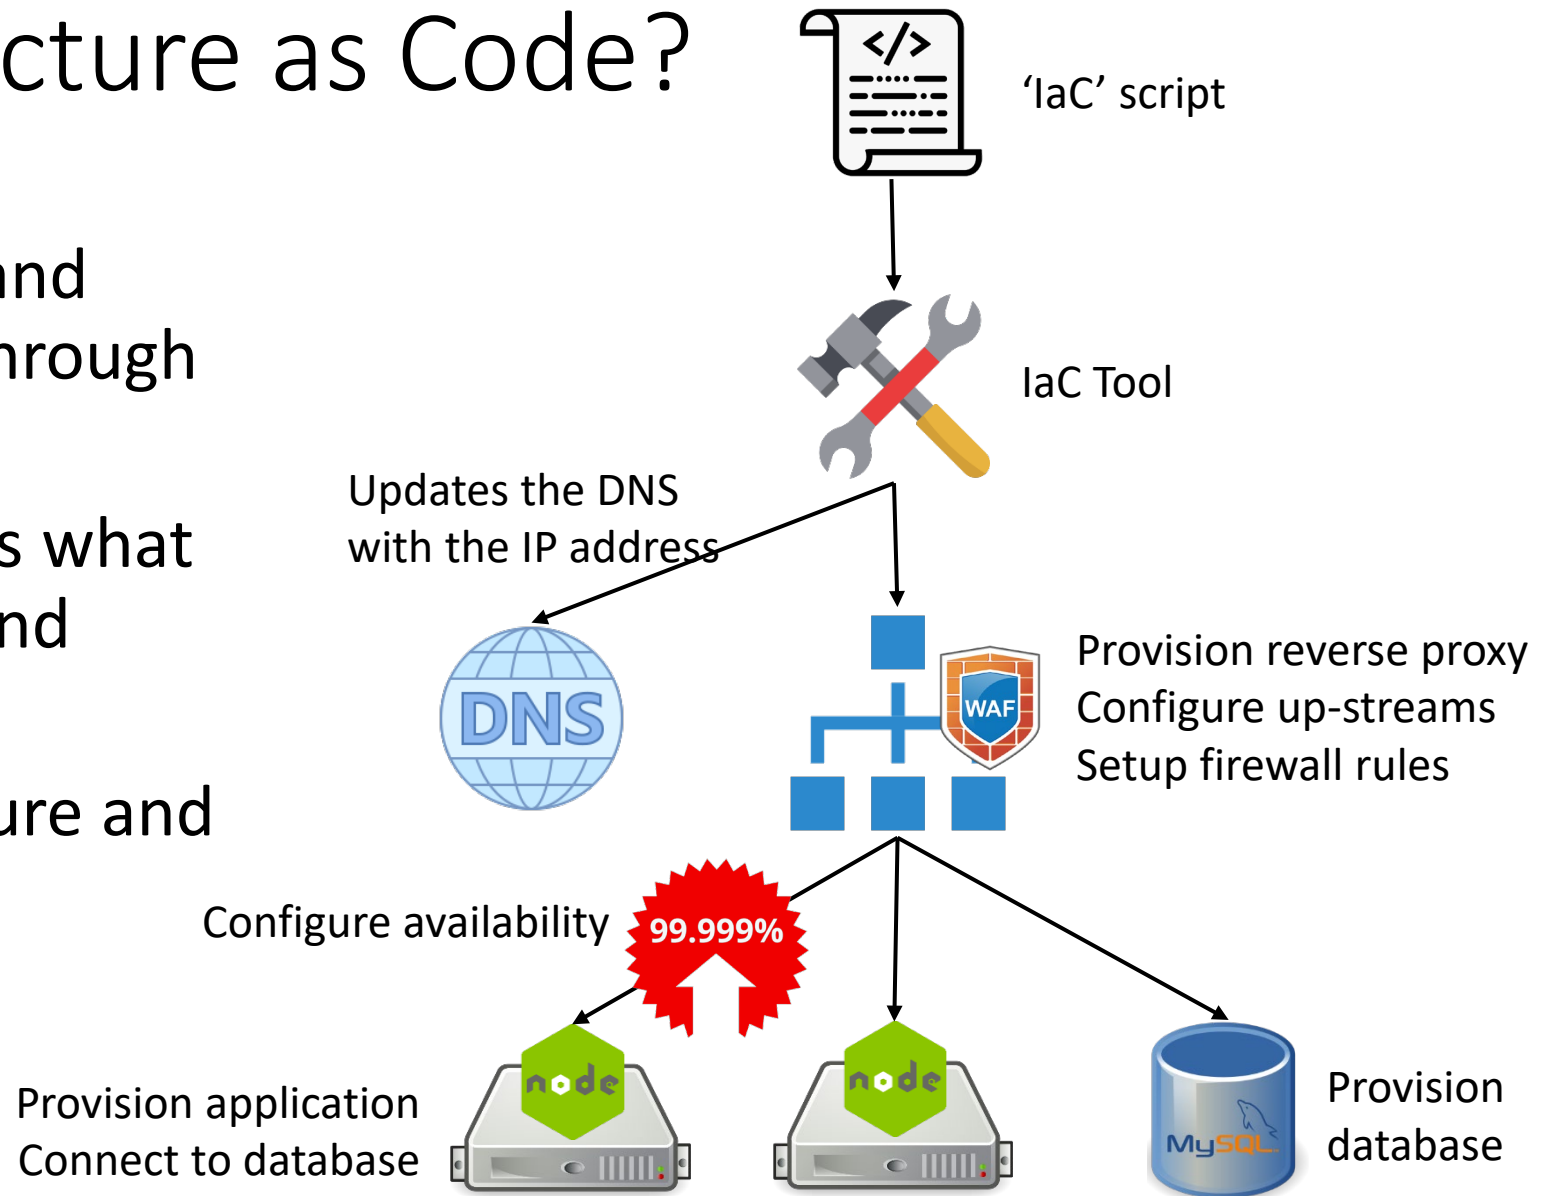 cture as Code?
</>
'IaC' script
and
hrough
IaC Tool
Updates the DNS
with the IP address
s what
nd
DNS
WAF
Provision reverse proxy
Configure up-streams
Setup firewall rules
ure and
Configure availability
99.999%
node
node
Provision application
Connect to database
MySQL
Provision
database